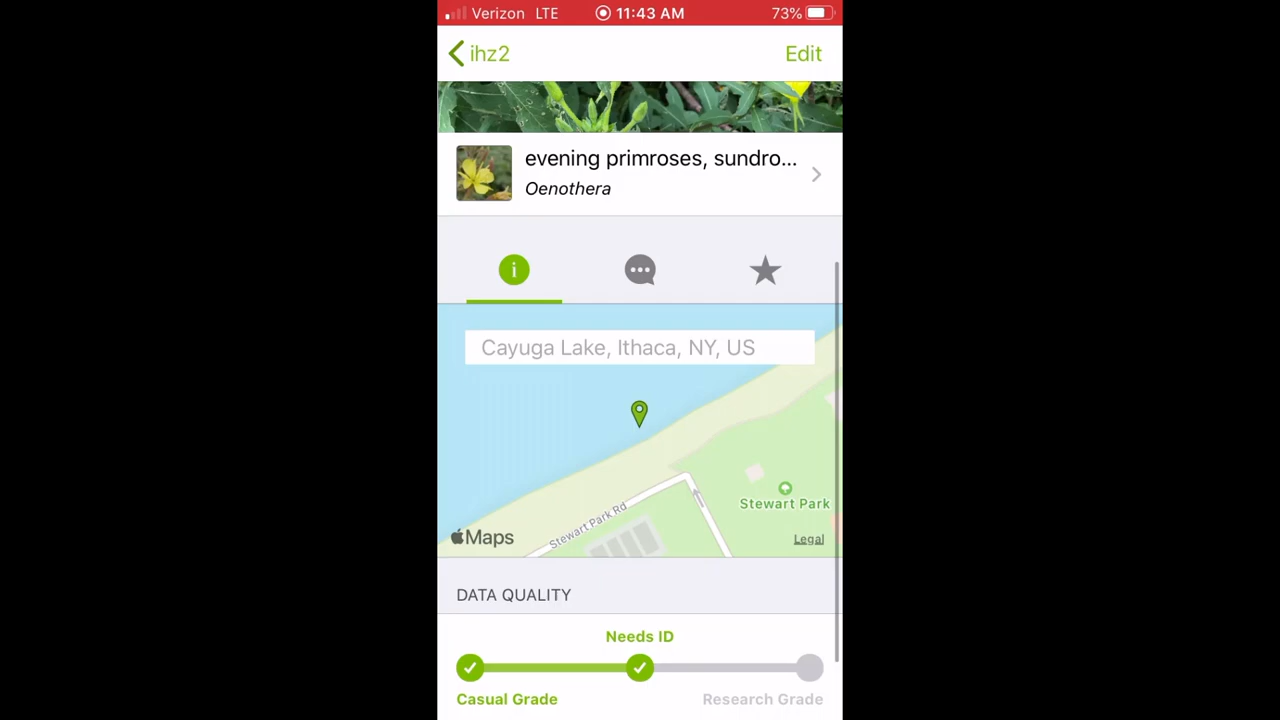 Verizon LTE 11:43 AM 73%
ihz2 Edit
evening primroses, sundro...
Oenothera
Cayuga Lake, Ithaca, NY, US
Stewart Park
Stewart Park Rd
Maps Legal
DATA QUALITY
Needs ID
Casual Grade Research Grade